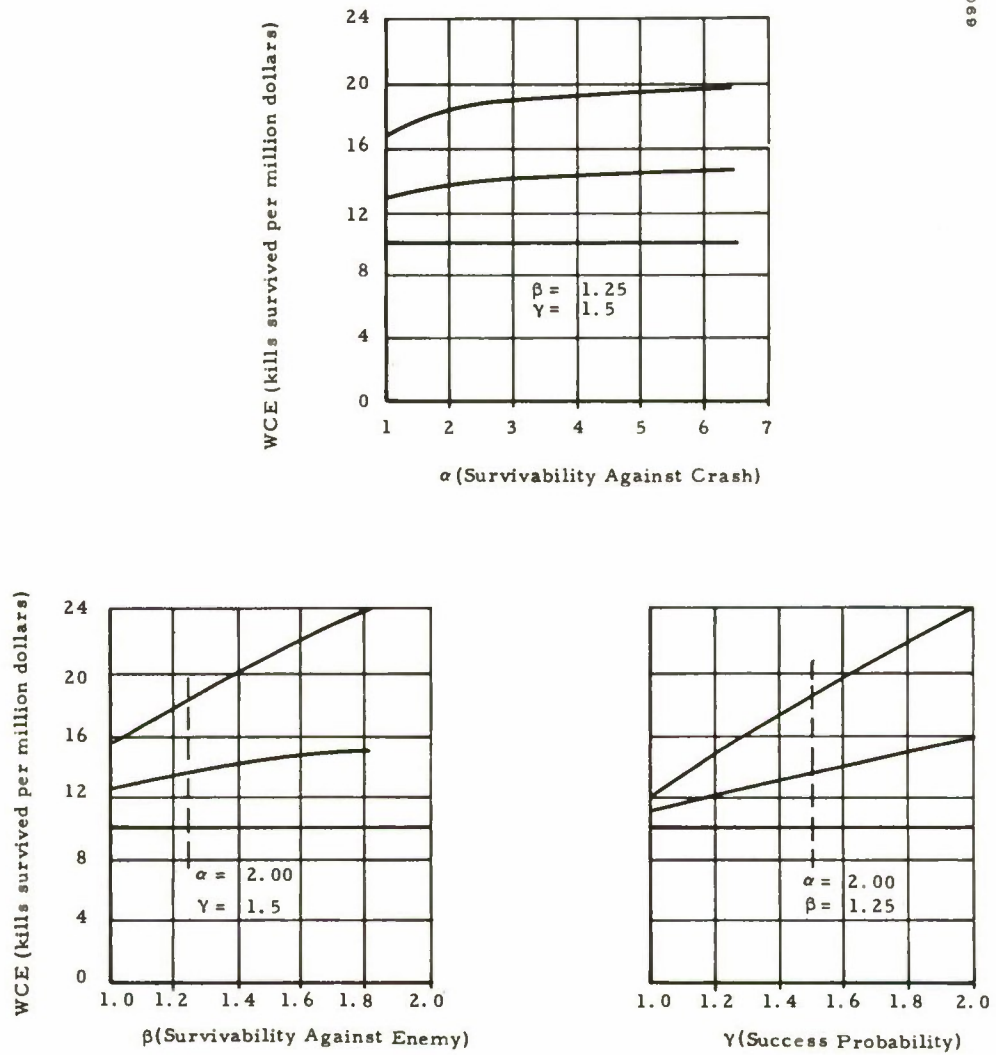 690
WCE (kills survived per million dollars)
24
20
16
12
8
4
0
β = 1.25
γ = 1.5
1 2 3 4 5 6 7
α (Survivability Against Crash)
WCE (kills survived per million dollars)
24
20
16
12
8
4
0
α = 2.00
γ = 1.5
1.0 1.2 1.4 1.6 1.8 2.0
β(Survivability Against Enemy)
α = 2.00
β = 1.25
1.0 1.2 1.4 1.6 1.8 2.0
γ(Success Probability)